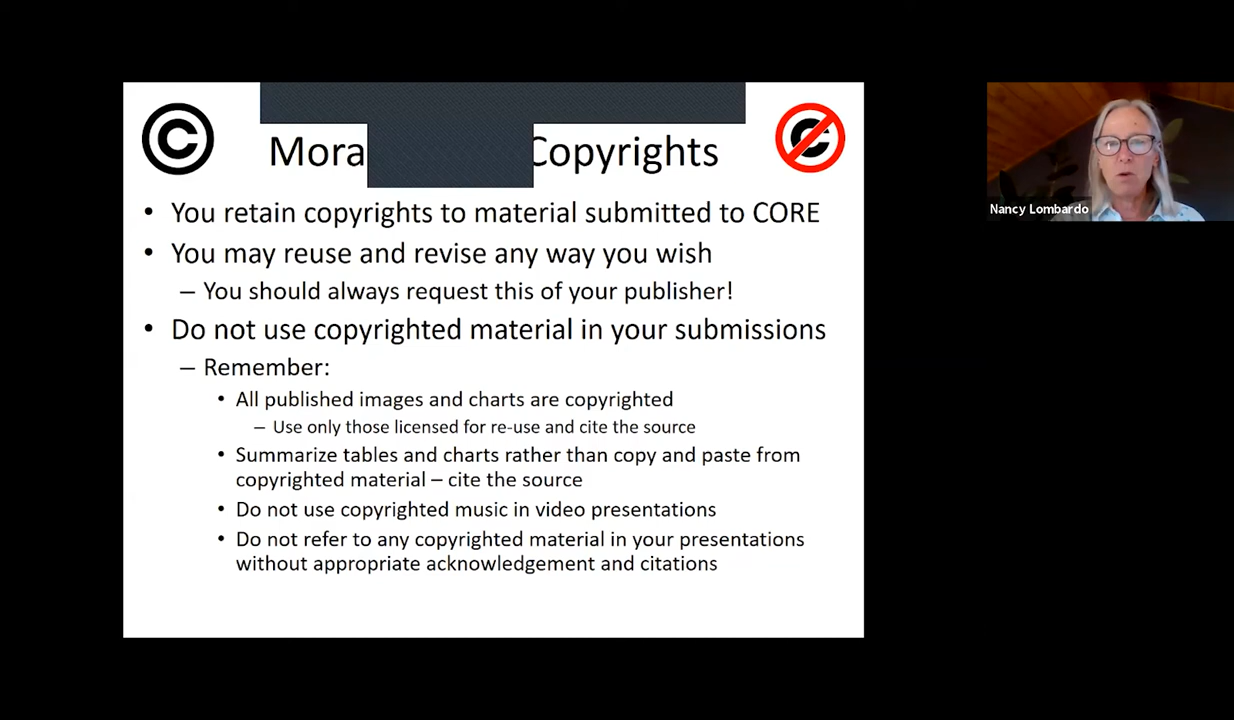 Copyrights
You retain copyrights to material submitted to CORE
You may reuse and revise any way you wish
– You should always request this of your publisher!
Do not use copyrighted material in your submissions
– Remember:
All published images and charts are copyrighted
– Use only those licensed for re-use and cite the source
Summarize tables and charts rather than copy and paste from
copyrighted material – cite the source
Do not use copyrighted music in video presentations
Do not refer to any copyrighted material in your presentations
without appropriate acknowledgement and citations
Nancy Lombardo